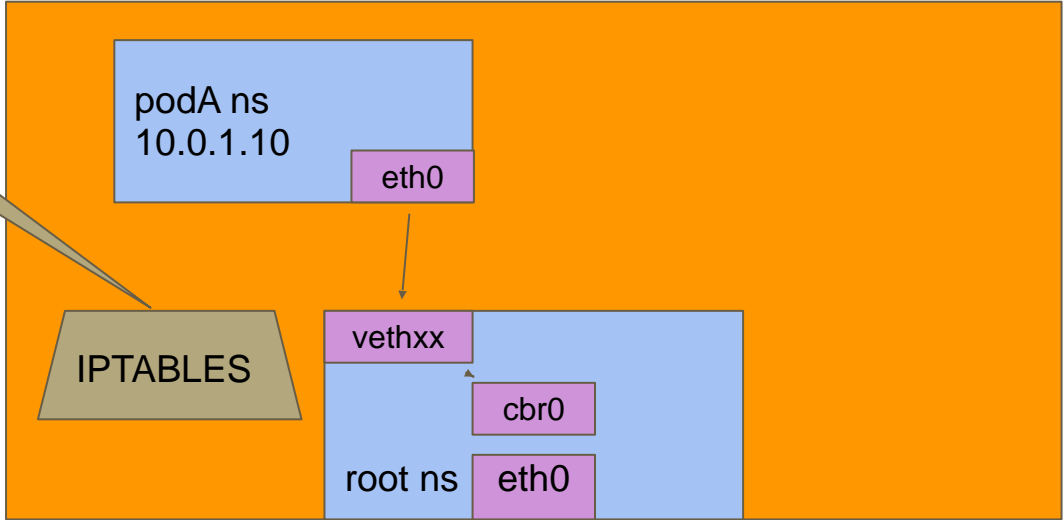 podA ns
10.0.1.10
eth0
IPTABLES
vethxx
cbr0
root ns
eth0